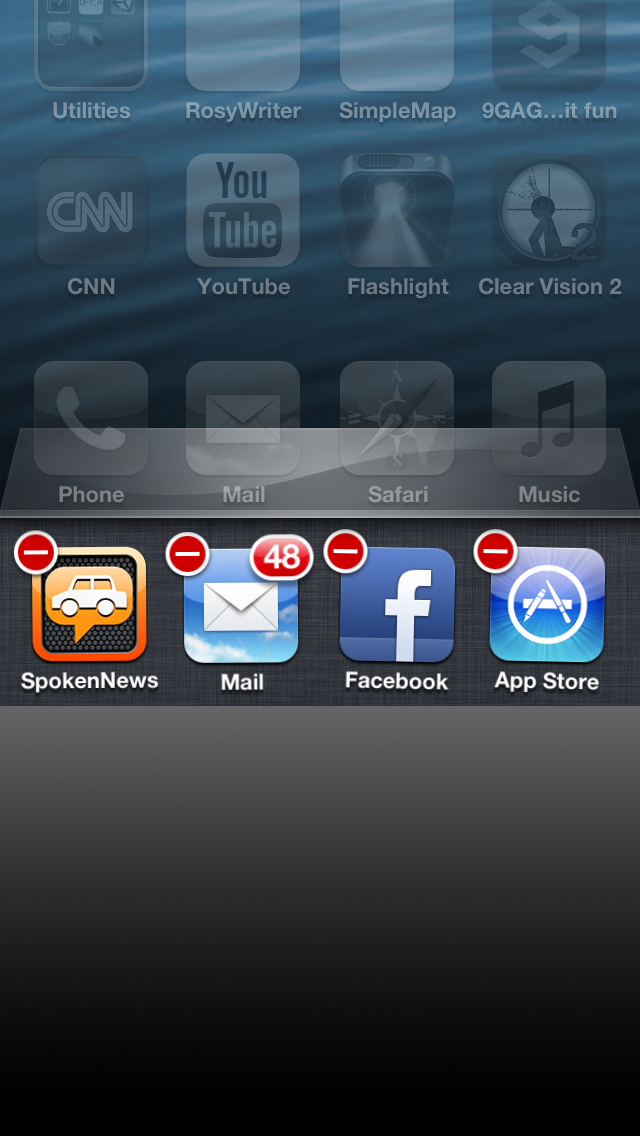 Utilities RosyWriter SimpleMap 9GAG...it fun
CNN
You
Tube
2
CNN YouTube Flashlight Clear Vision 2
Phone Mail Safari Music
48
SpokenNews Mail Facebook App Store